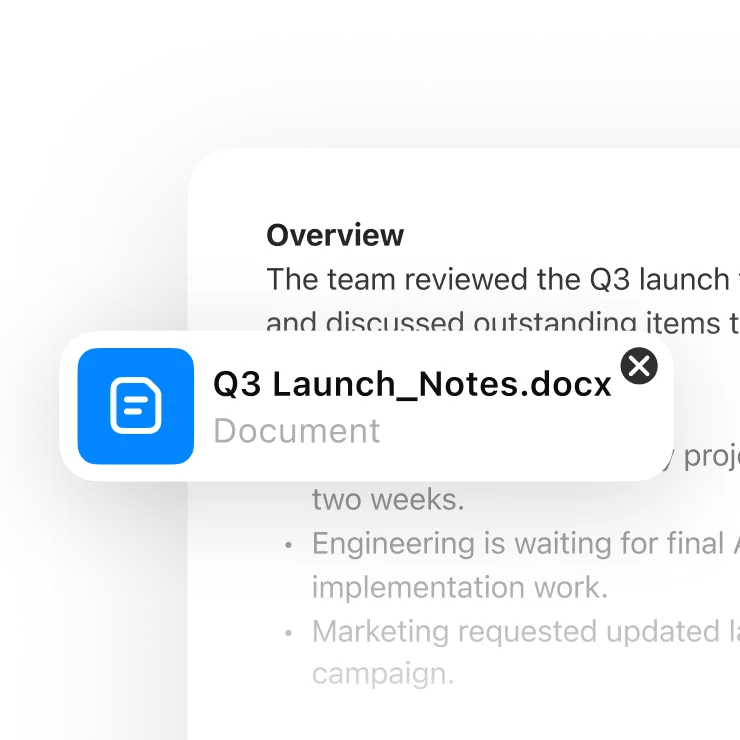 Overview
The team reviewed the Q3 launch
and discussed outstanding items
Q3 Launch_Notes.docx
Document
two weeks.
• Engineering is waiting for final
implementation work.
• Marketing requested updated
campaign.